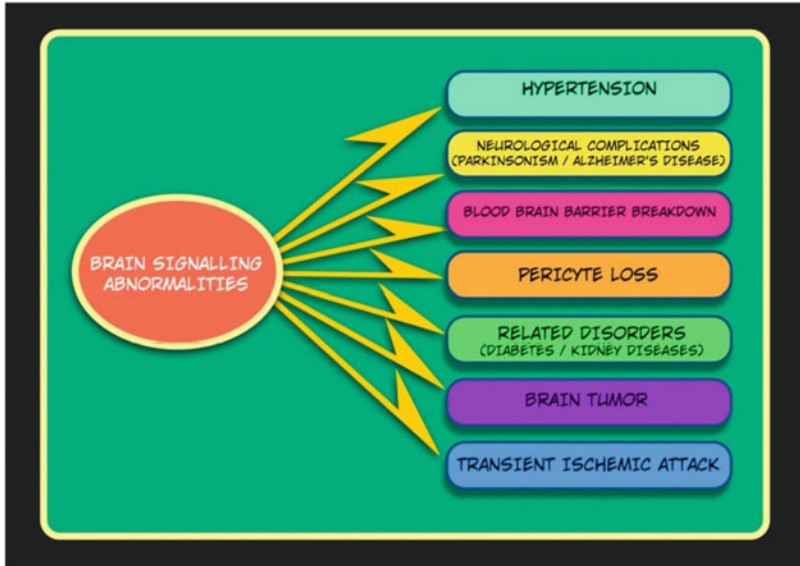 BRAIN SIGNALLING
ABNORMALITIES
HYPERTENSION
NEUROLOGICAL COMPLICATIONS
(PARKINSONISM / ALZHEIMER'S DISEASE)
BLOOD BRAIN BARRIER BREAKDOWN
PERICYTE LOSS
RELATED DISORDERS
(DIABETES / KIDNEY DISEASES)
BRAIN TUMOR
TRANSIENT ISCHEMIC ATTACK